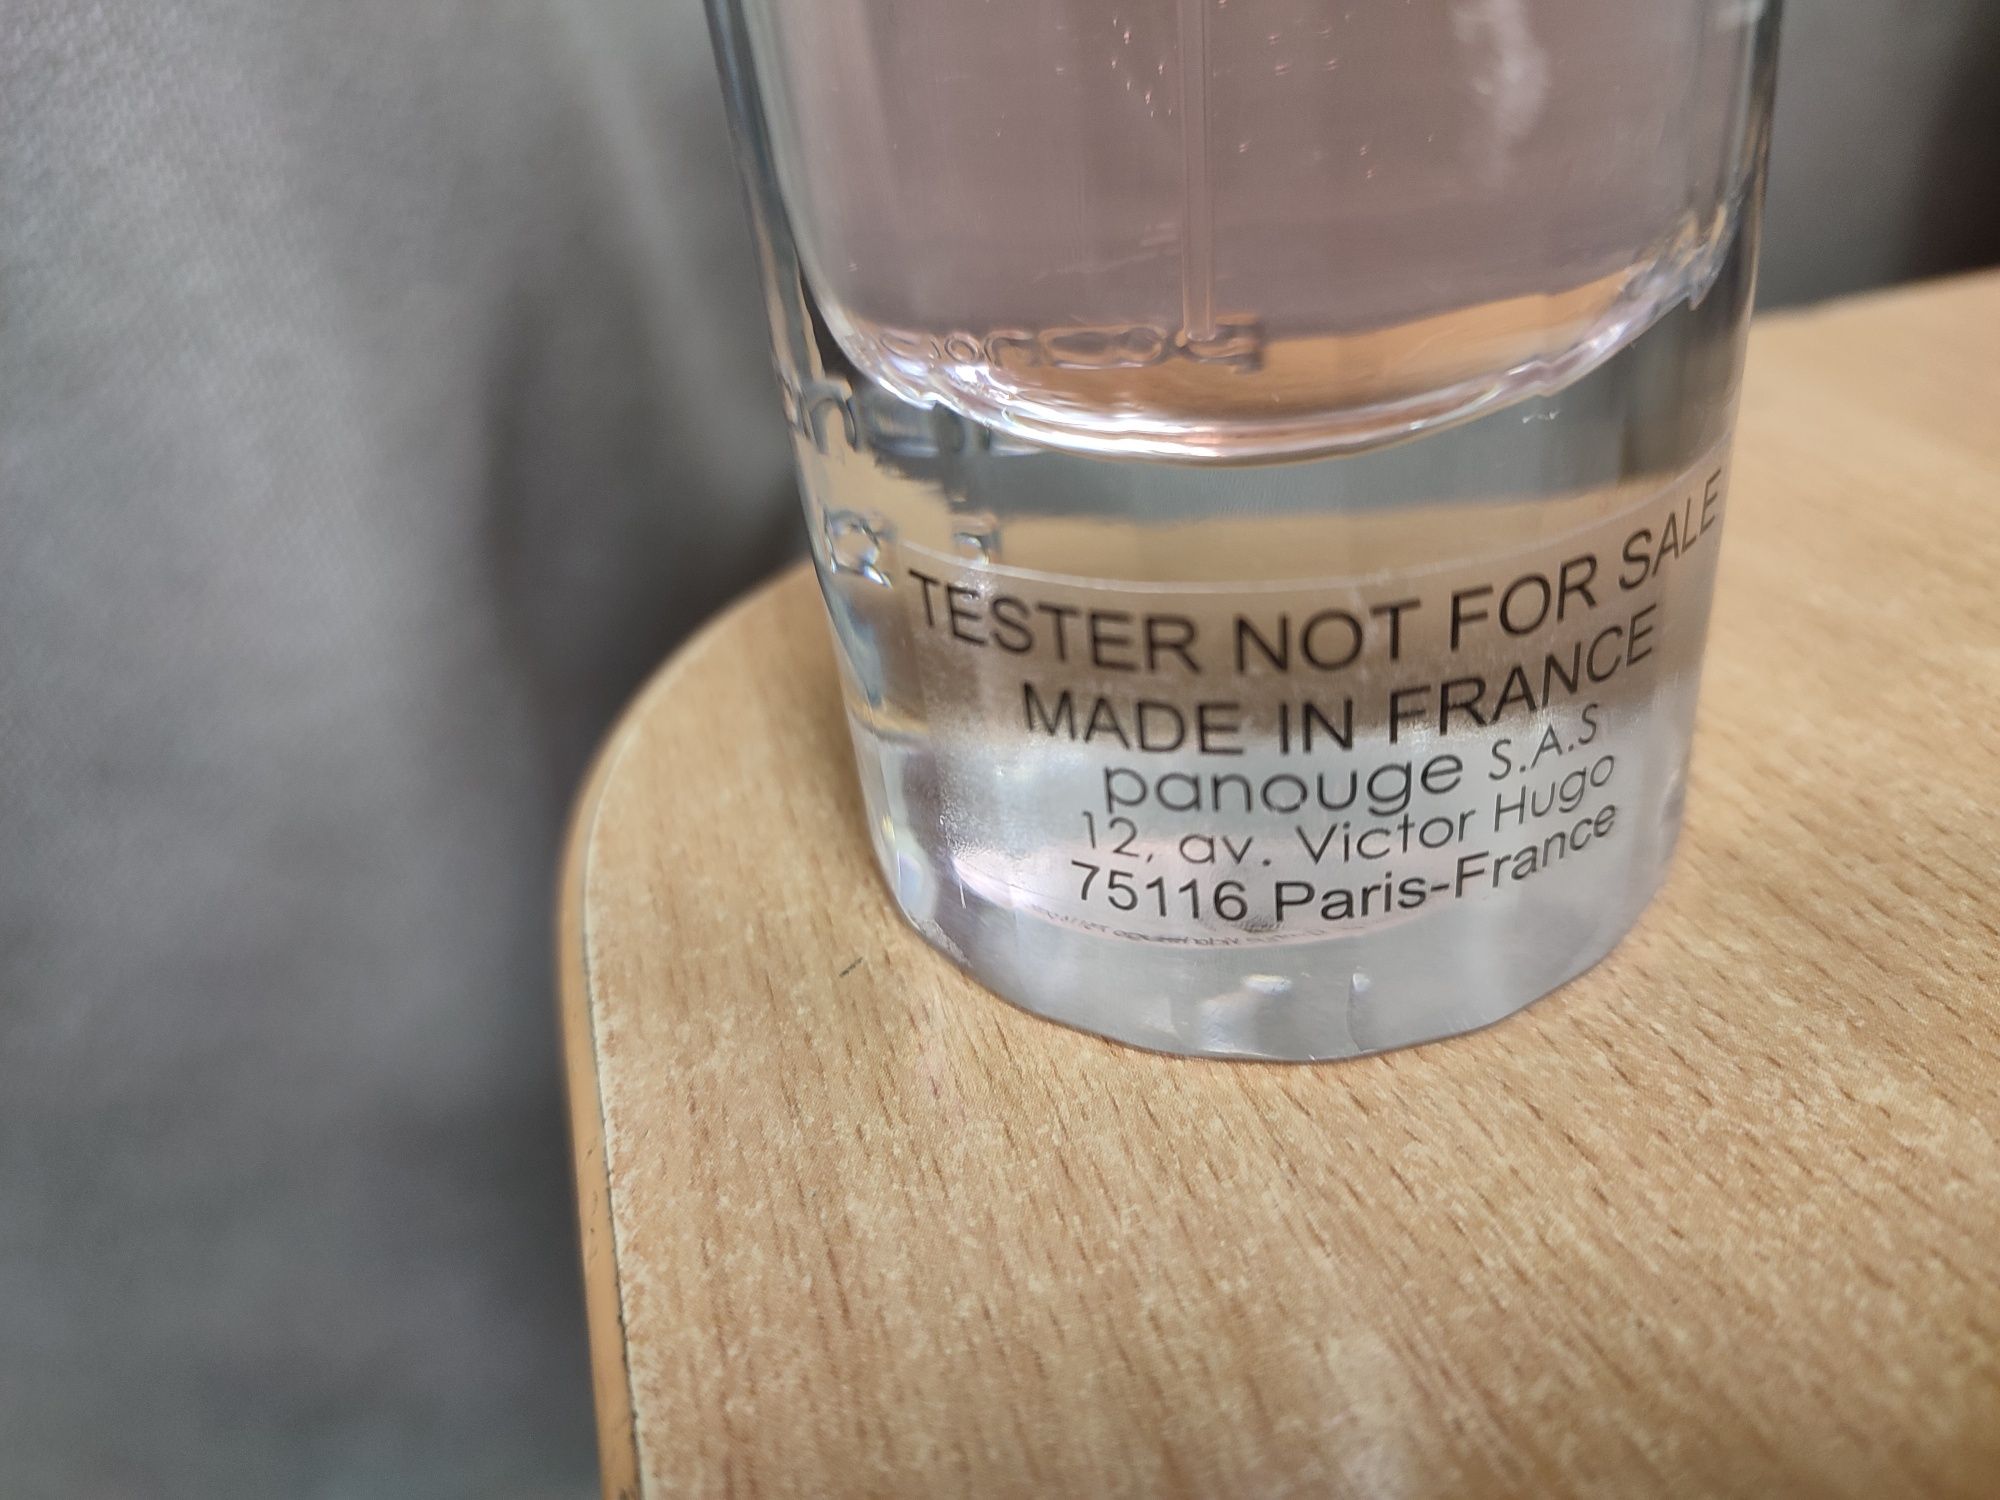 TESTER NOT FOR SALE
MADE IN FRANCE
panouge S.A.S
12, av. Victor Hugo
75116 Paris-France